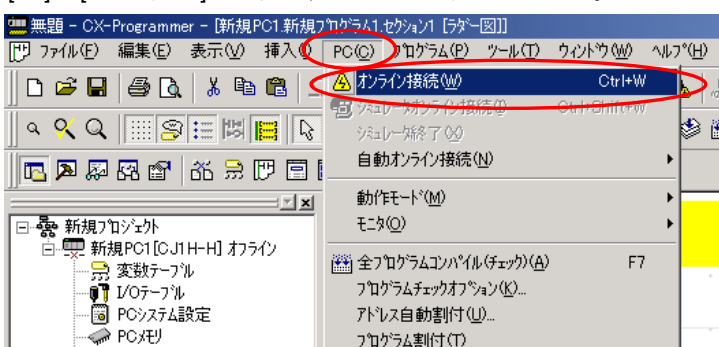 無題 - CX-Programmer - [新規PC1.新規プログラム1.セクション1 [ラダー図]]
ファイル(F) 編集(E) 表示(V) 挿入(I) PC(C) プログラム(P) ツール(T) ウィンドウ(W) ヘルプ(H)
オンライン接続(W) Ctrl+W
シミュレータオンライン接続(I) Ctrl+Shift+W
シミュレータ終了(X)
自動オンライン接続(N)
動作モード(M)
モニタ(O)
全プログラムコンパイル(チェック)(A) F7
プログラムチェックオプション(K)...
アドレス自動割付(U)...
プログラム割付(T)
新規プロジェクト
新規PC1[CJ1H-H] オフライン
変数テーブル
I/Oテーブル
PCシステム設定
PCメモリ